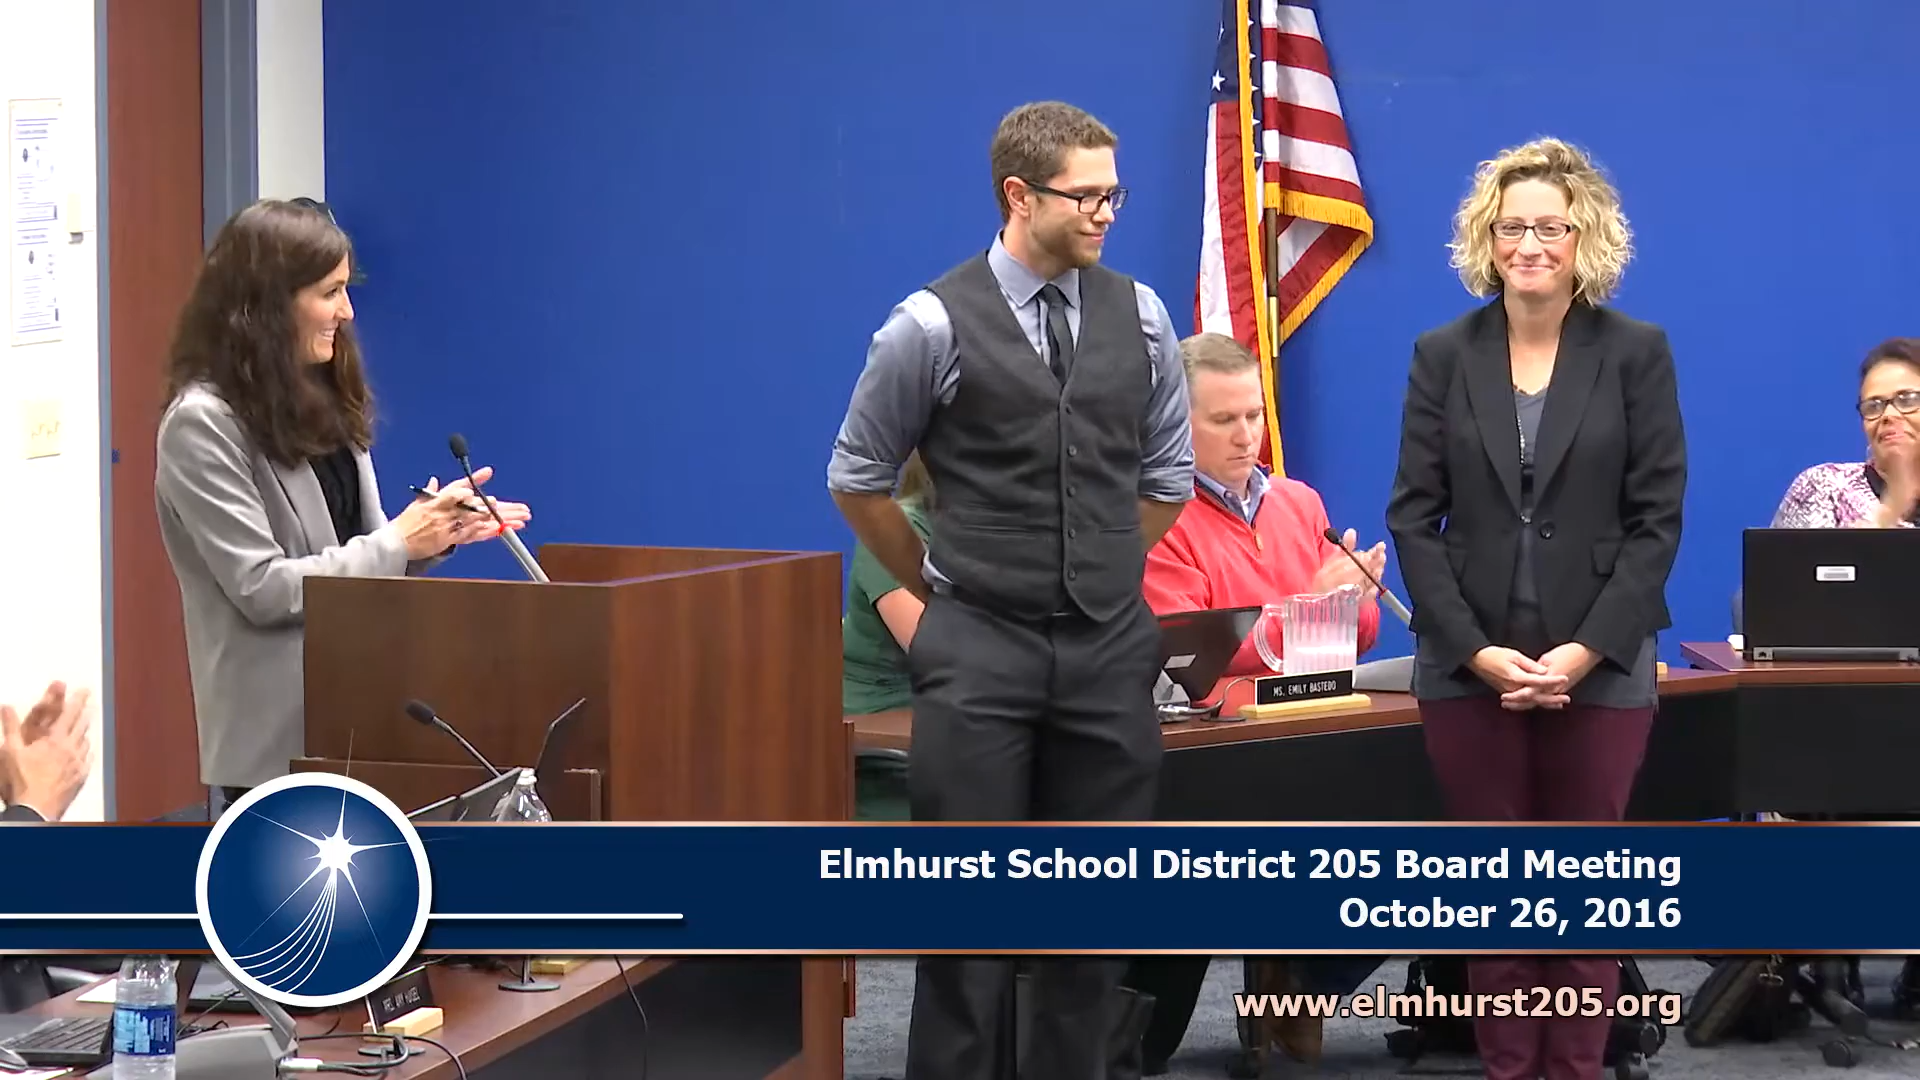 MS. EMILY BASTEDO
Elmhurst School District 205 Board Meeting
October 26, 2016
www.elmhurst205.org